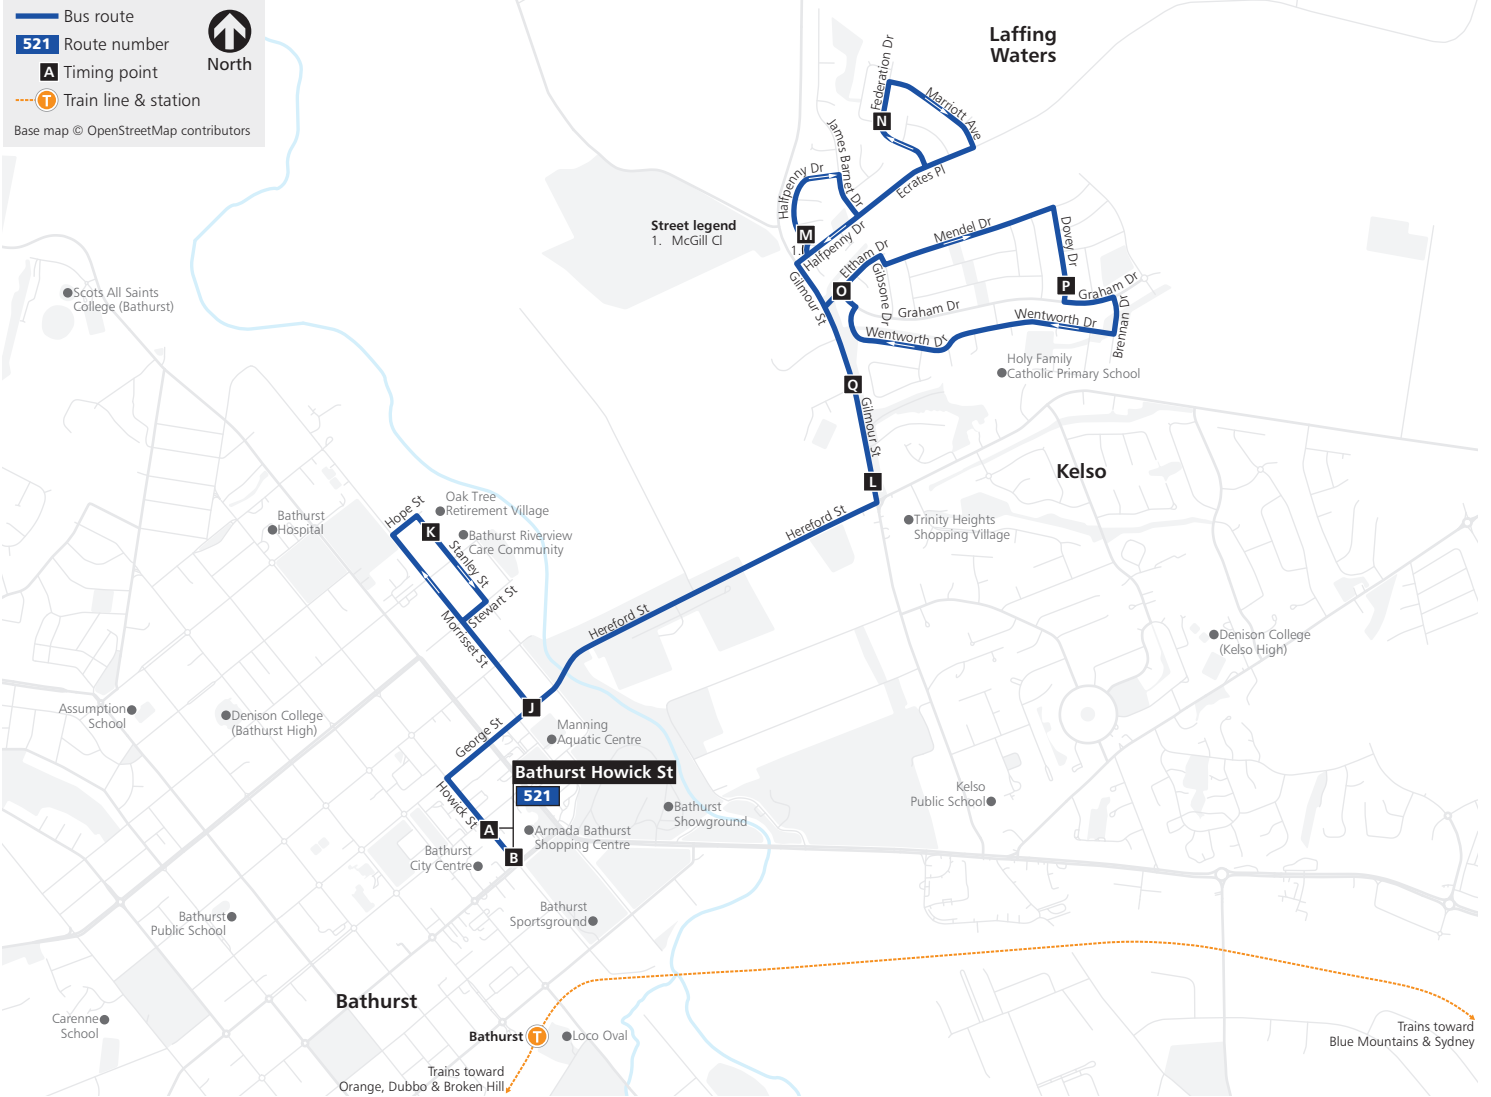 Bus route
521 Route number
A Timing point
T Train line & station
North
Base map © OpenStreetMap contributors
Laffing
Waters
Federation Dr
Marriott Ave
N
James Barnet Dr
Halfpenny Dr
Halfpenny Dr
Ecrates Pl
Street legend
1. McGill Cl
M
1.
Halfpenny Dr
Mendel Dr
Dovey Dr
Eltham Dr
Gibsone Dr
Gilmour St
O
P
Graham Dr
Graham Dr
Wentworth Dr
Wentworth Dr
Brennan Dr
Scots All Saints
College (Bathurst)
Holy Family
Catholic Primary School
Q
Gilmour St
L
Kelso
Hereford St
Trinity Heights
Shopping Village
Hope St
Oak Tree
Retirement Village
Bathurst
Hospital
K
Bathurst Riverview
Care Community
Stanley St
Stewart St
Morrisset St
Hereford St
Denison College
(Kelso High)
Assumption
School
Denison College
(Bathurst High)
J
George St
Manning
Aquatic Centre
Bathurst Howick St
521
Howick St
A
B
Armada Bathurst
Shopping Centre
Bathurst
Showground
Kelso
Public School
Bathurst
City Centre
Bathurst
Sportsground
Bathurst
Public School
Bathurst
Carenne
School
Bathurst T
Loco Oval
Trains toward
Blue Mountains & Sydney
Trains toward
Orange, Dubbo & Broken Hill